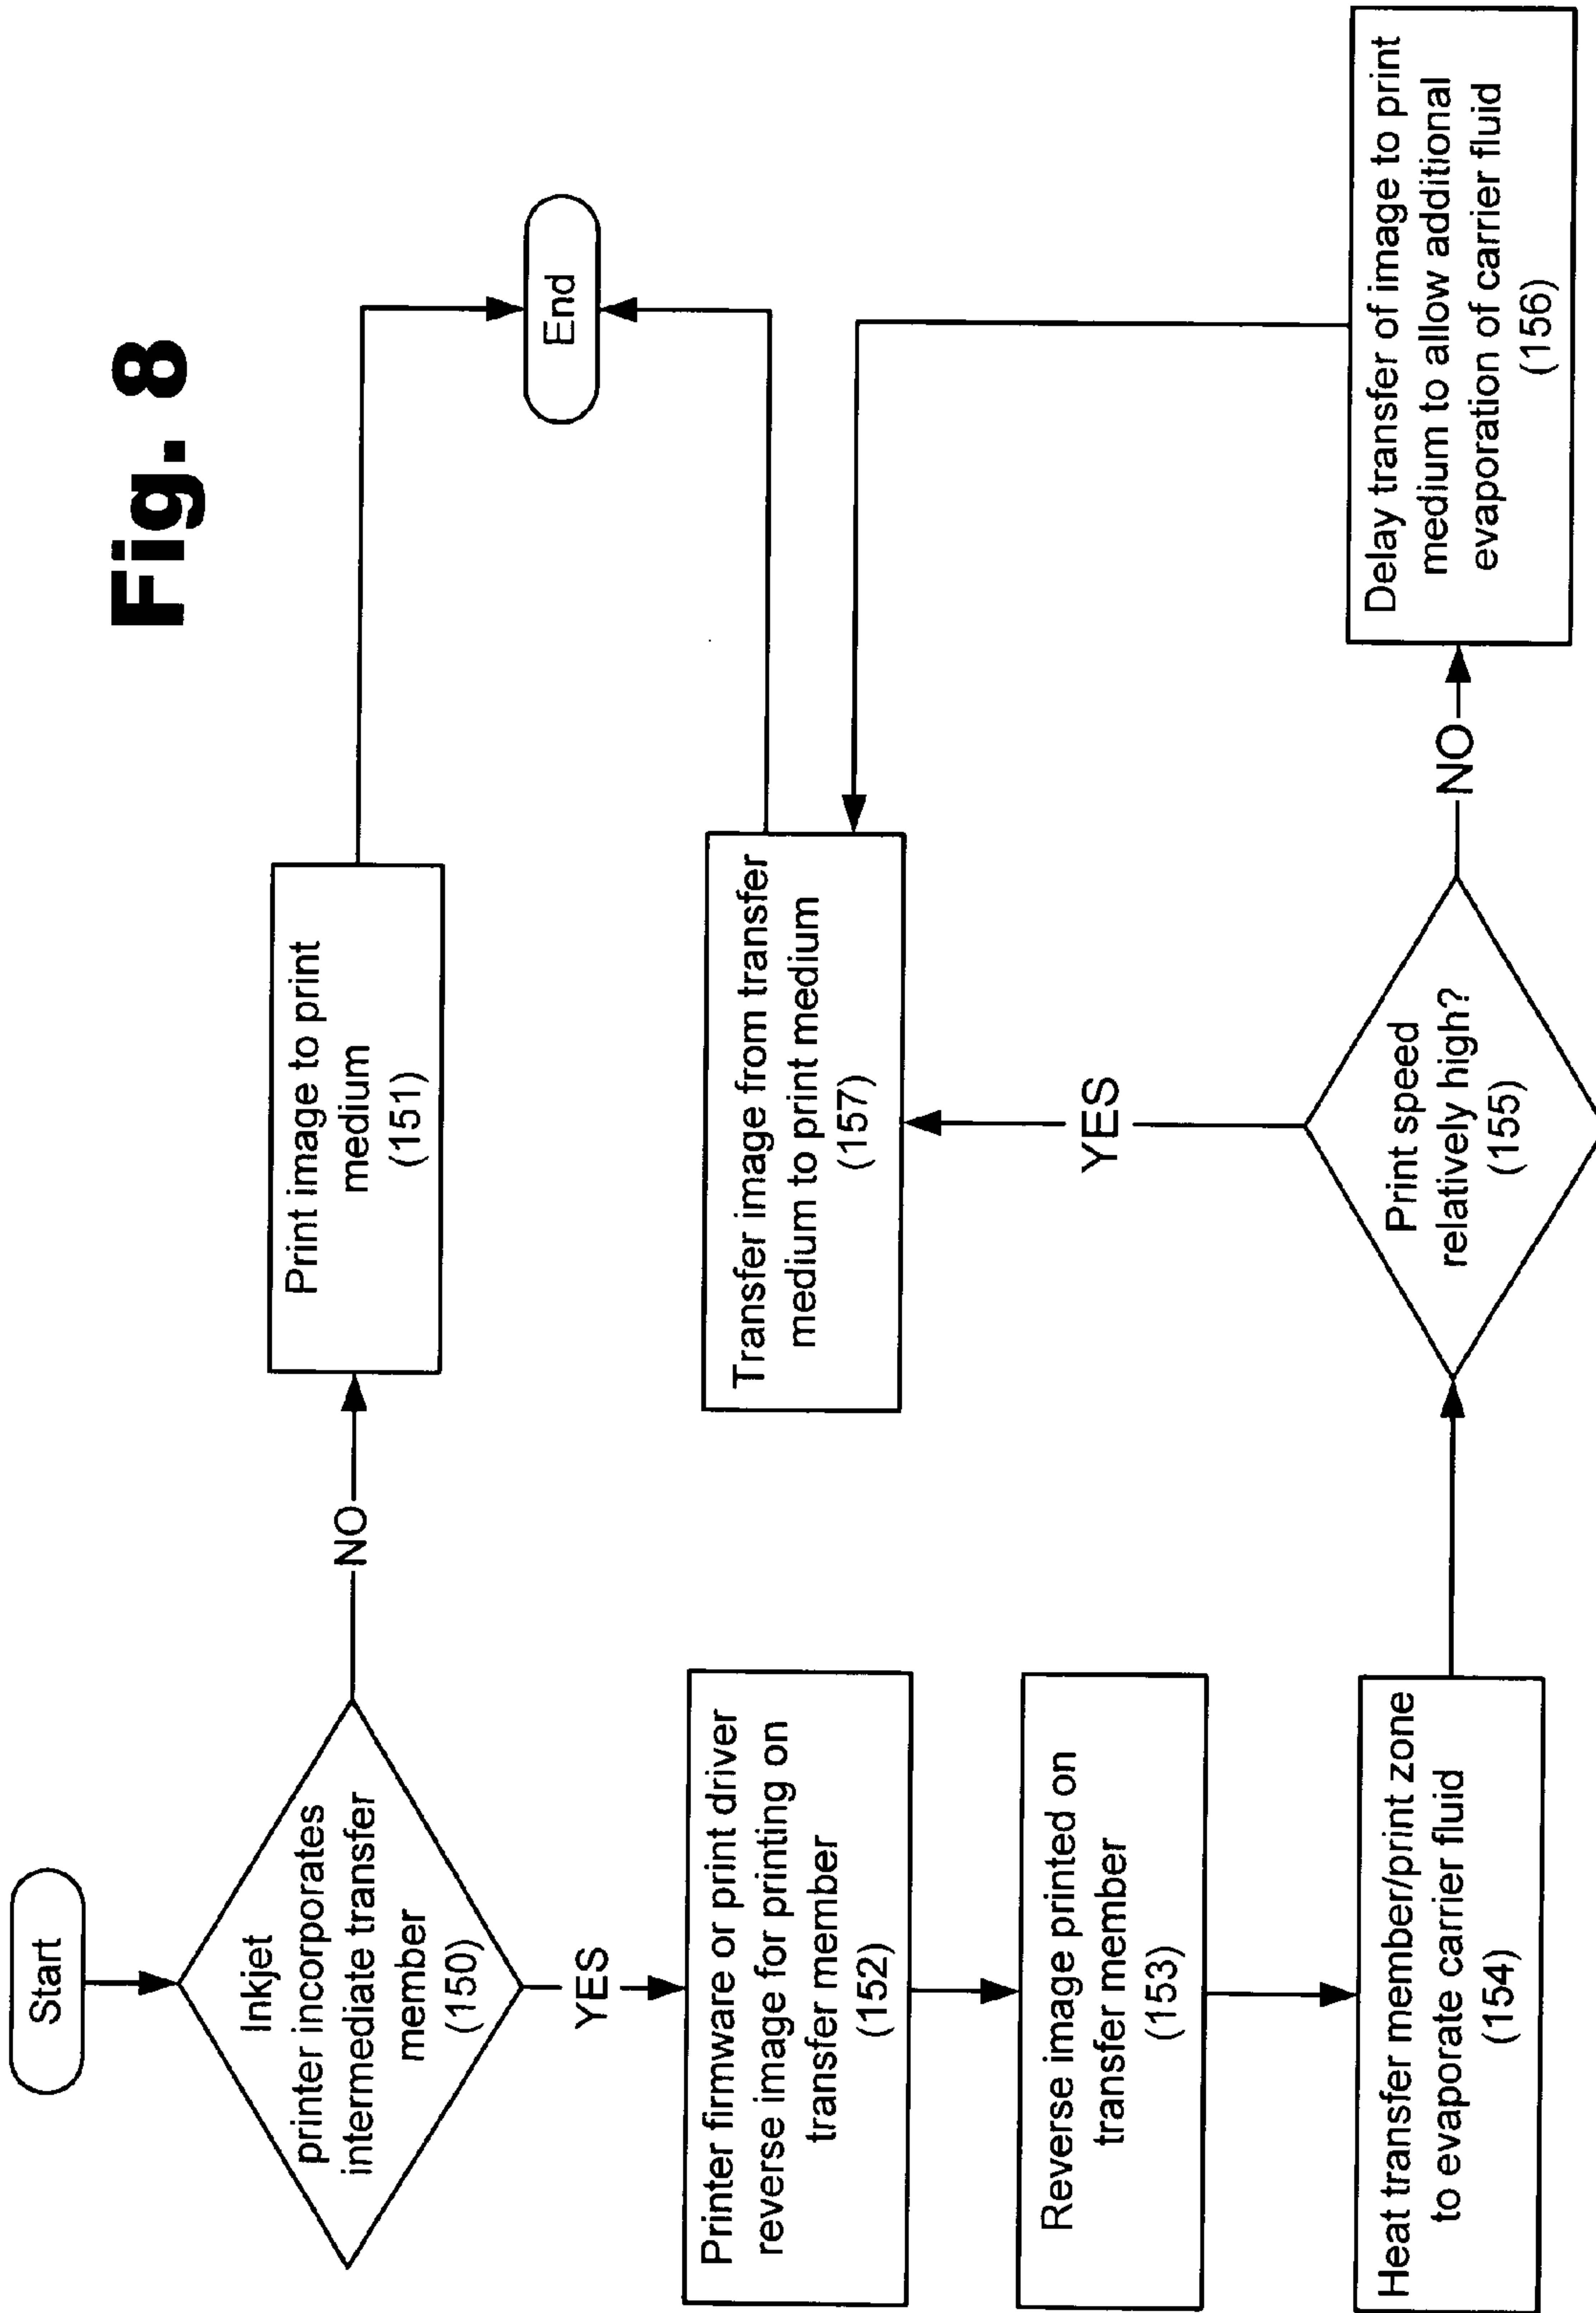 Fig. 8
Start
Inkjet
printer incorporates
intermediate transfer
member
(150)
NO
Print image to print
medium
(151)
End
YES
Printer firmware or print driver
reverse image for printing on
transfer member
(152)
Reverse image printed on
transfer member
(153)
Heat transfer member/print zone
to evaporate carrier fluid
(154)
Print speed
relatively high?
(155)
YES
Transfer image from transfer
medium to print medium
(157)
NO
Delay transfer of image to print
medium to allow additional
evaporation of carrier fluid
(156)